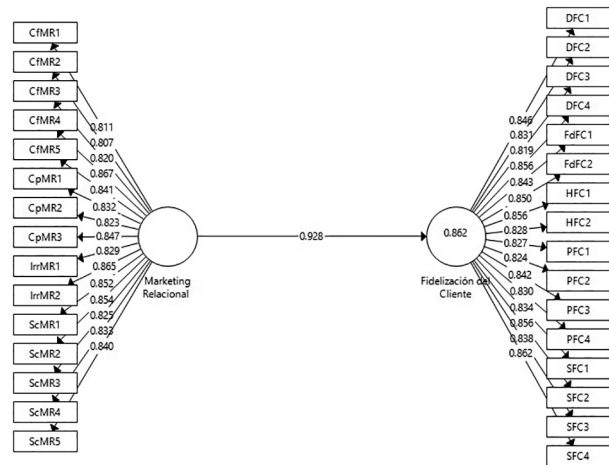 CfMR1
CfMR2
CfMR3
CfMR4
CfMR5
CpMR1
CpMR2
CpMR3
IrrMR1
IrrMR2
ScMR1
ScMR2
ScMR3
ScMR4
ScMR5
0.811
0.807
0.820
0.867
0.841
0.832
0.823
0.847
0.829
0.865
0.852
0.854
0.825
0.833
0.840
Marketing
Relacional
0.928
0.862
Fidelización del
Cliente
0.846
0.831
0.819
0.856
0.843
0.850
0.856
0.828
0.827
0.824
0.842
0.830
0.834
0.856
0.838
0.862
DFC1
DFC2
DFC3
DFC4
FdFC1
FdFC2
HFC1
HFC2
PFC1
PFC2
PFC3
PFC4
SFC1
SFC2
SFC3
SFC4